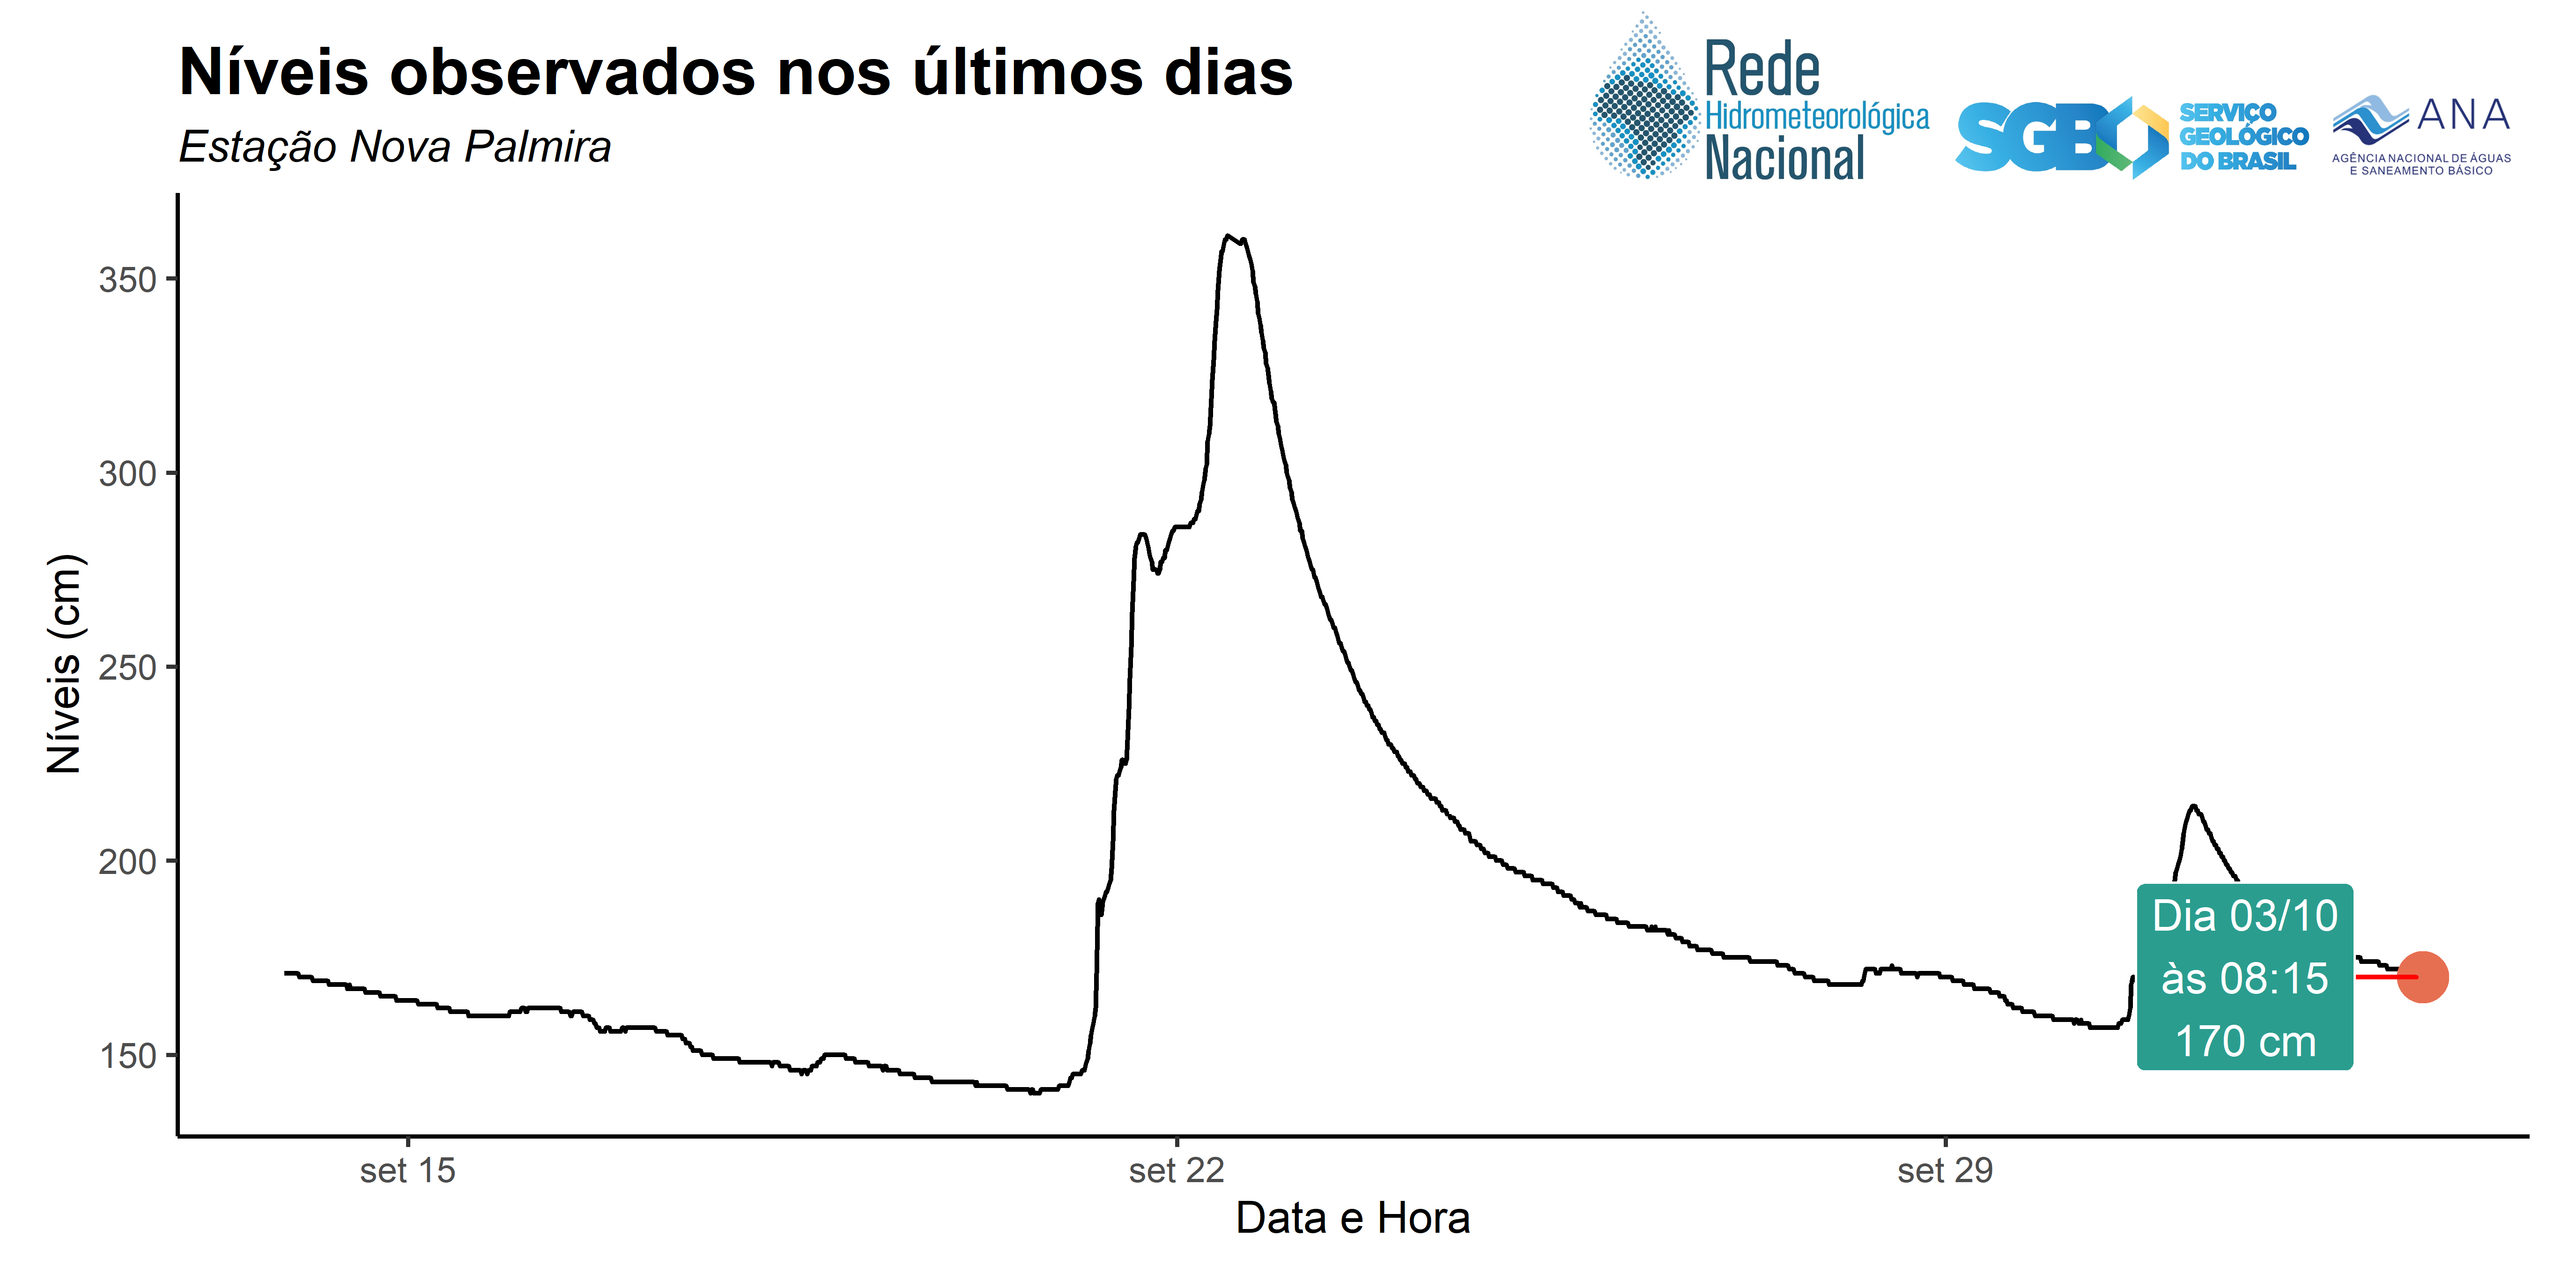 Níveis observados nos últimos dias
Estação Nova Palmira
Rede
Hidrometeorológica
Nacional
SGB
SERVIÇO
GEOLÓGICO
DO BRASIL
ANA
AGÊNCIA NACIONAL DE ÁGUAS
E SANEAMENTO BÁSICO
Níveis (cm)
350
300
250
200
150
Dia 03/10
às 08:15
170 cm
set 15
set 22
set 29
Data e Hora